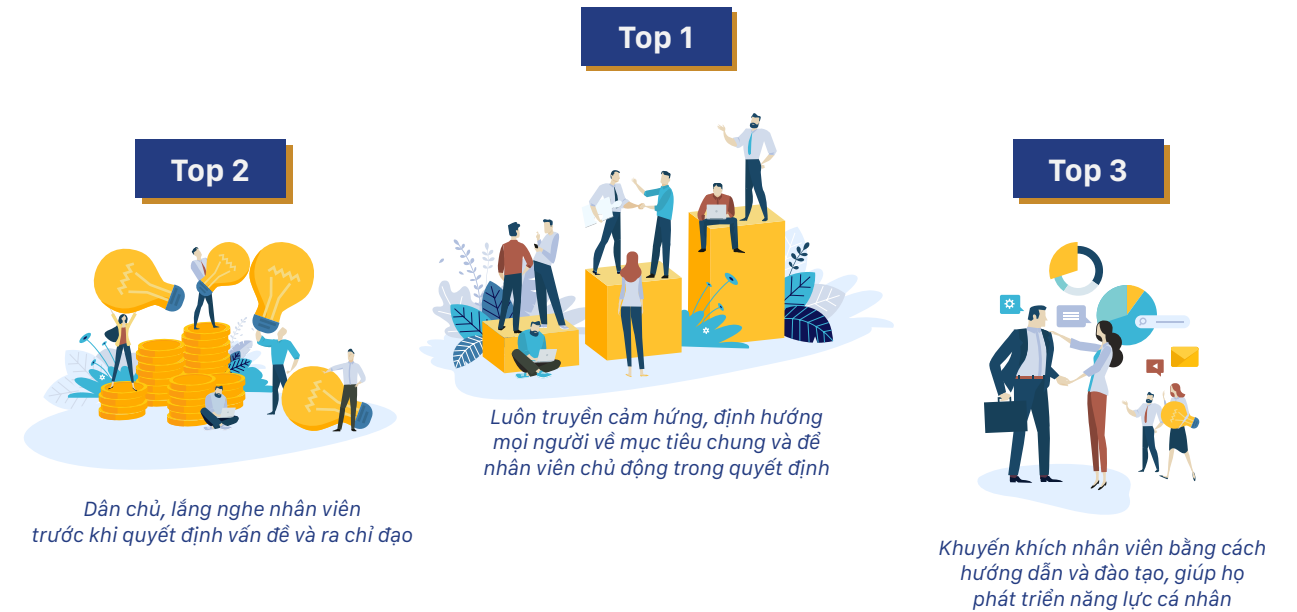 Top 1
Luôn truyền cảm hứng, định hướng
mọi người về mục tiêu chung và để
nhân viên chủ động trong quyết định
Top 2
Dân chủ, lắng nghe nhân viên
trước khi quyết định vấn đề và ra chỉ đạo
Top 3
Khuyến khích nhân viên bằng cách
hướng dẫn và đào tạo, giúp họ
phát triển năng lực cá nhân